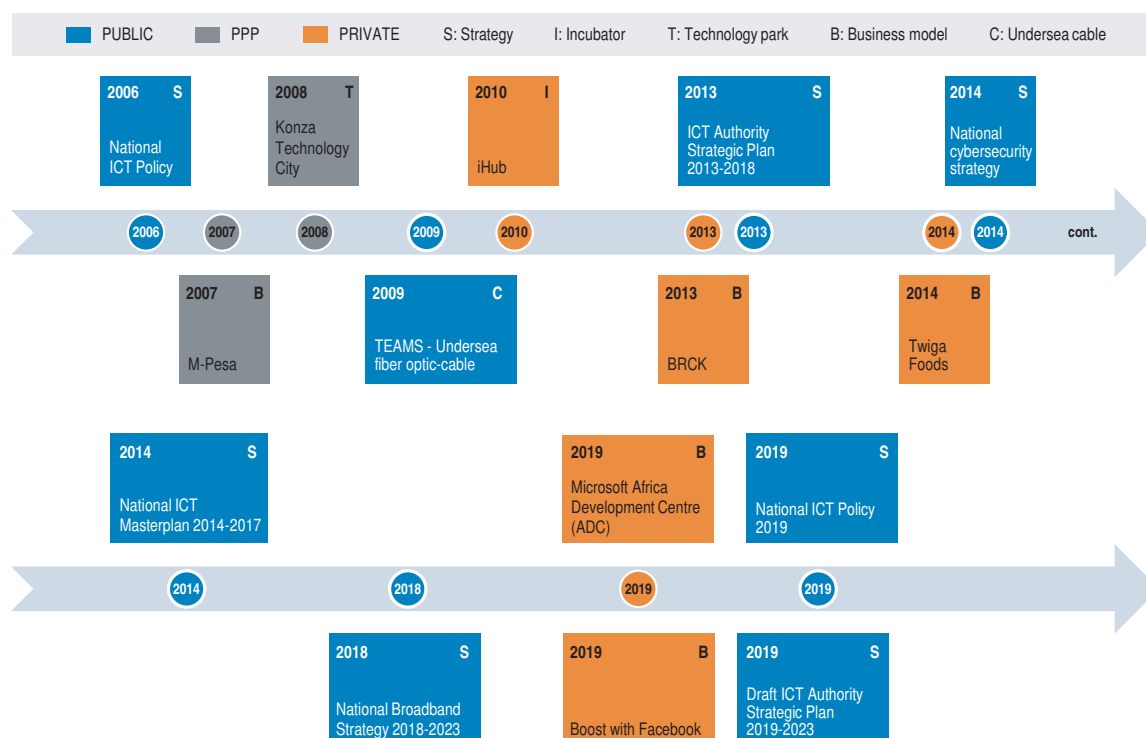 PUBLIC PPP PRIVATE S: Strategy I: Incubator T: Technology park B: Business model C: Undersea cable
2006 S
National
ICT Policy
2008 T
Konza
Technology
City
2010 I
iHub
2013 S
ICT Authority
Strategic Plan
2013-2018
2014 S
National
cybersecurity
strategy
2006 2007 2008 2009 2010 2013 2013 2014 2014 cont.
2007 B
M-Pesa
2009 C
TEAMS - Undersea
fiber optic-cable
2013 B
BRCK
2014 B
Twiga
Foods
2014 S
National ICT
Masterplan 2014-2017
2019 B
Microsoft Africa
Development Centre
(ADC)
2019 S
National ICT Policy
2019
2014 2018 2019 2019
2018 S
National Broadband
Strategy 2018-2023
2019 B
Boost with Facebook
2019 S
Draft ICT Authority
Strategic Plan
2019-2023